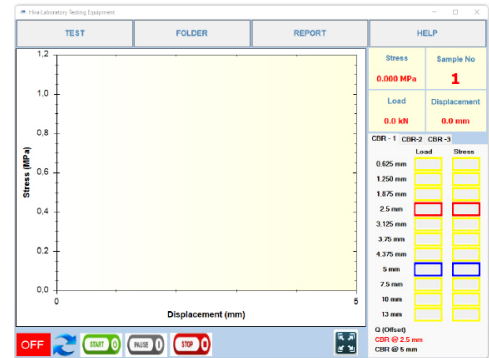 Hira Laboratory Testing Equipment
TEST FOLDER REPORT HELP
Stress Sample No
0.000 MPa 1
Load Displacement
0.0 kN 0.0 mm
CBR - 1 CBR-2 CBR -3
Load Stress
0.625 mm
1.250 mm
1.875 mm
2.5 mm
3.125 mm
3.75 mm
4.375 mm
5 mm
7.5 mm
10 mm
13 mm
Q (Offset)
CBR @ 2.5 mm
CBR @ 5 mm
Stress (MPa)
1,2
1,0
0,8
0,6
0,4
0,2
0,0
0 5
Displacement (mm)
OFF START PAUSE STOP